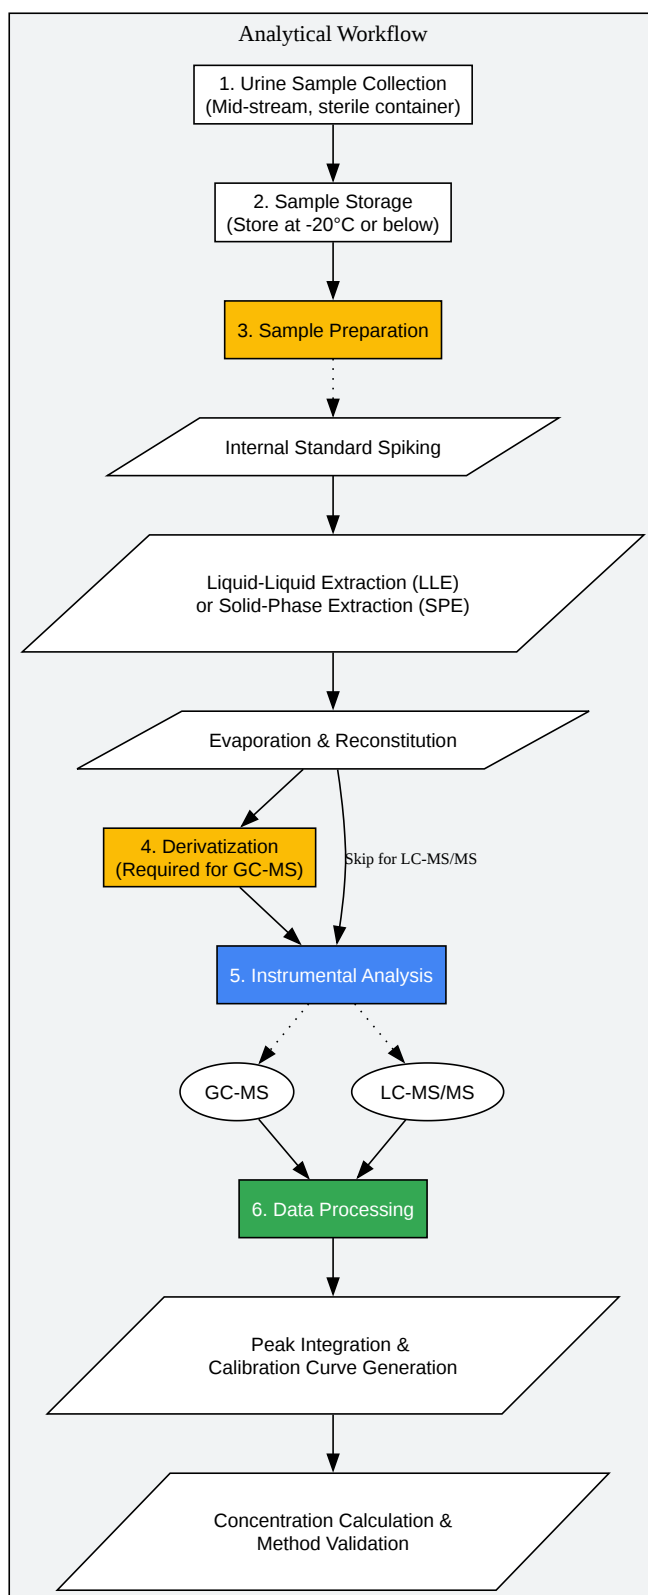 Analytical Workflow
1. Urine Sample Collection
(Mid-stream, sterile container)
2. Sample Storage
(Store at -20°C or below)
3. Sample Preparation
Internal Standard Spiking
Liquid-Liquid Extraction (LLE)
or Solid-Phase Extraction (SPE)
Evaporation & Reconstitution
4. Derivatization
(Required for GC-MS)
Skip for LC-MS/MS
5. Instrumental Analysis
GC-MS
LC-MS/MS
6. Data Processing
Peak Integration &
Calibration Curve Generation
Concentration Calculation &
Method Validation